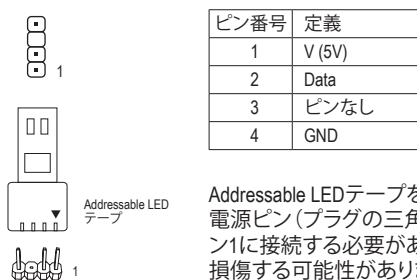 1
ピン番号 定義
1 V (5V)
2 Data
3 ピンなし
4 GND
Addressable LED
テープ
1
Addressable LEDテープを
電源ピン（プラグの三角
ン1に接続する必要があ
損傷する可能性があり